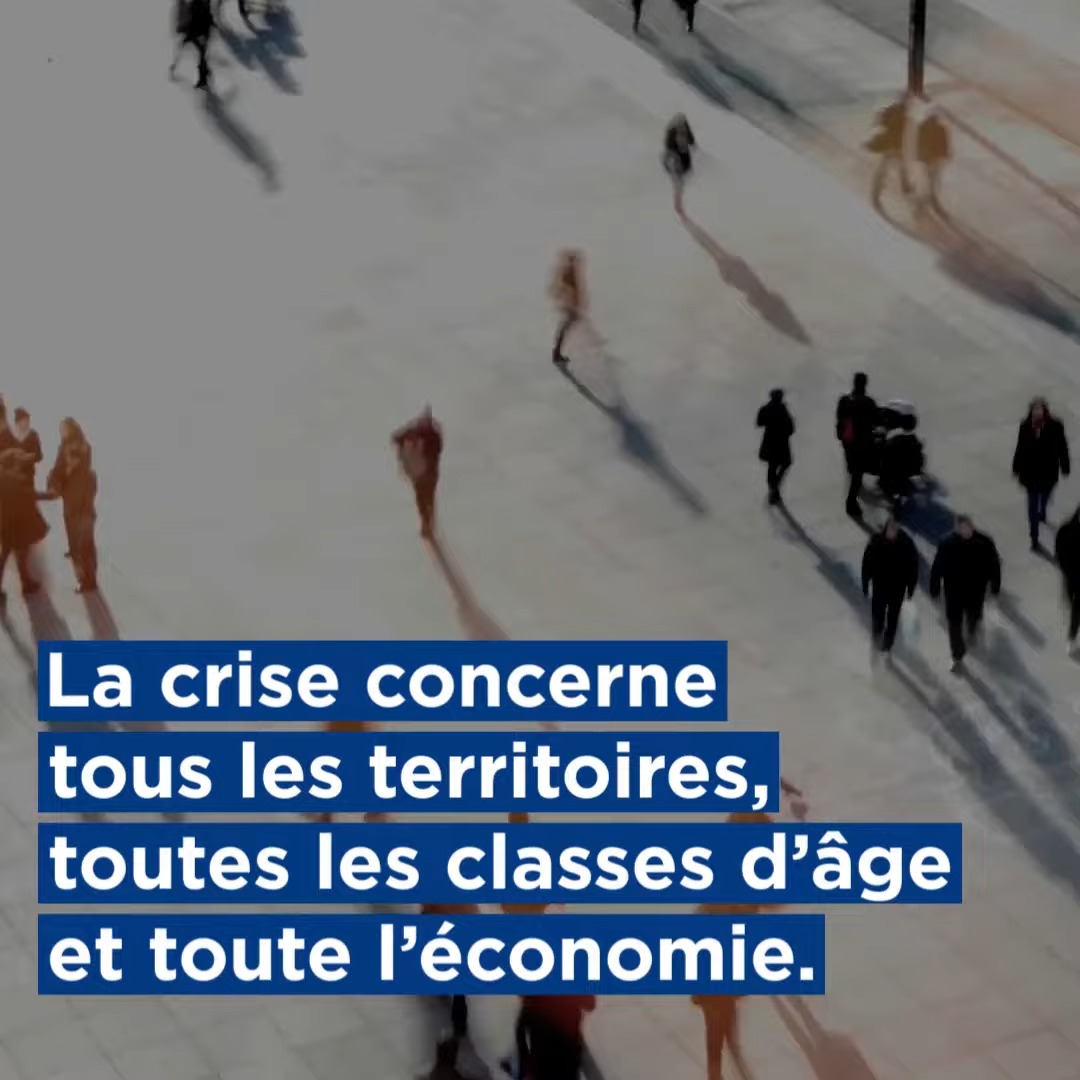 La crise concerne
tous les territoires,
toutes les classes d’âge
et toute l’économie.